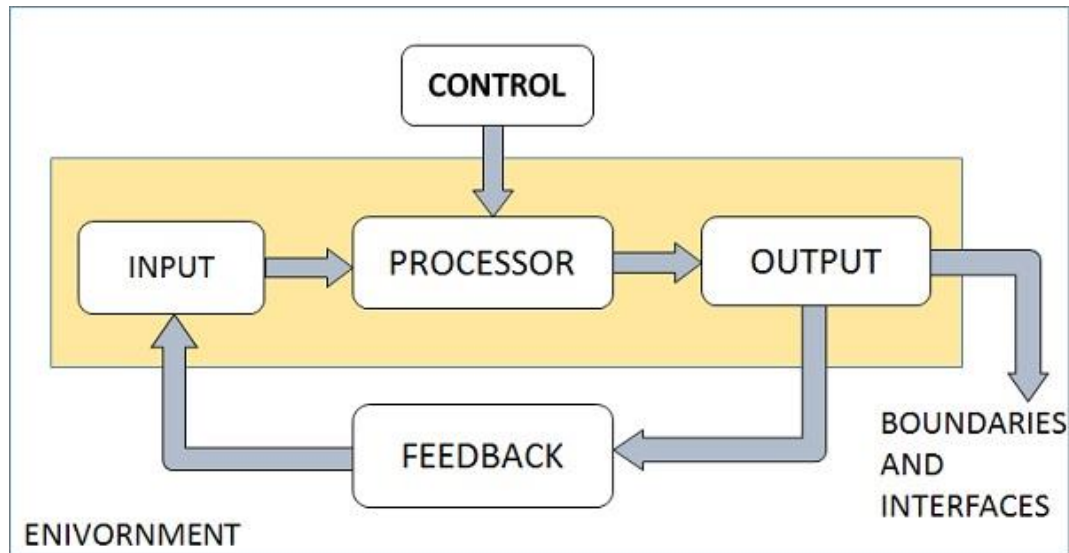 CONTROL
INPUT
PROCESSOR
OUTPUT
FEEDBACK
BOUNDARIES
AND
INTERFACES
ENIVORNMENT